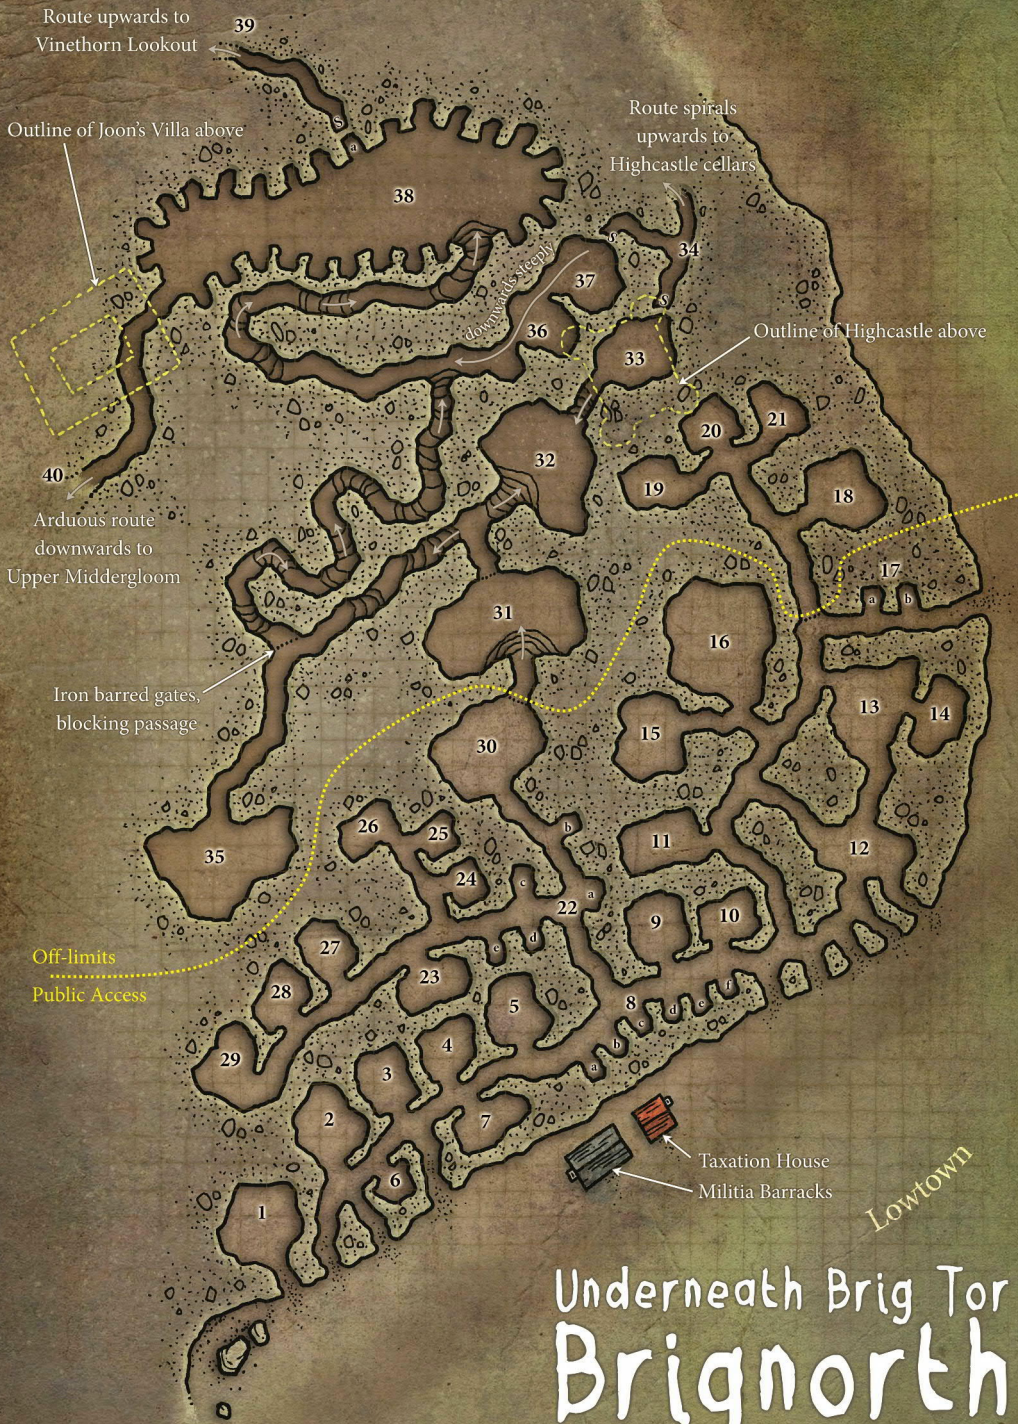 Route upwards to
Vinethorn Lookout
39
S
a
Outline of Joon's Villa above
Route spirals
upwards to
Highcastle cellars
38
S
34
37
downwards steeply
S
36
33
Outline of Highcastle above
40
Arduous route
downwards to
Upper Middergloom
32
20
21
19
18
17
a
b
31
16
Iron barred gates,
blocking passage
30
15
13
14
26
25
b
11
12
35
24
c
22
a
9
10
27
e
d
Off-limits
Public Access
28
23
5
8
f
e
d
c
b
a
29
4
3
2
7
6
1
Taxation House
Militia Barracks
Lowtown
Underneath Brig Tor
Brignorth